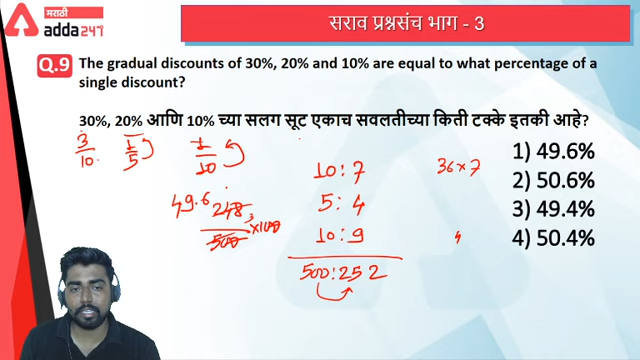 मराठी
adda247
सराव प्रश्नसंच भाग - 3
Q.9 The gradual discounts of 30%, 20% and 10% are equal to what percentage of a
single discount?
30%, 20% आणि 10% च्या सलग सूट एकाच सवलतीच्या किती टक्के इतकी आहे?
3/10 1/5 1/10
10:7 36×7
5:4
10:9
500:252
49.6 248/500 ×100
1) 49.6%
2) 50.6%
3) 49.4%
4) 50.4%